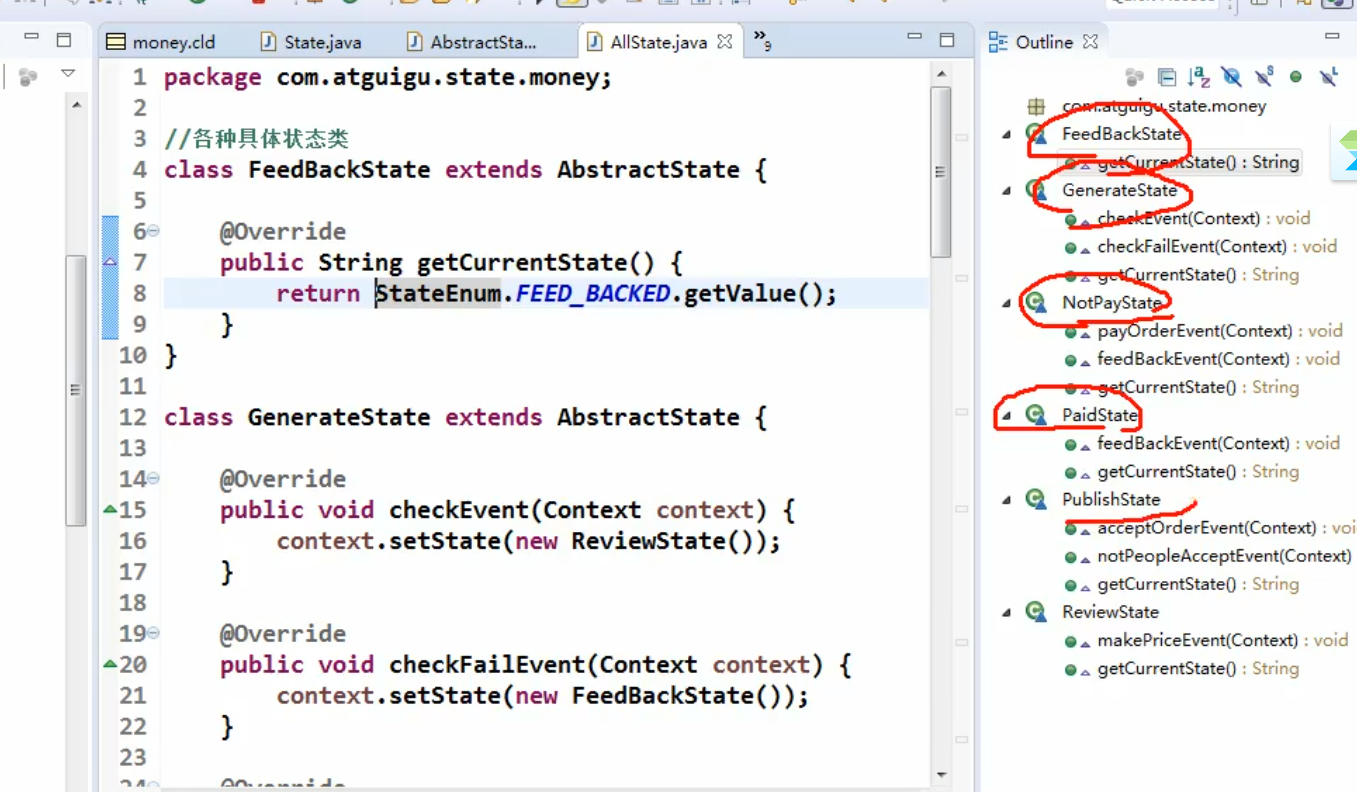 money.cld
State.java
AbstractSta...
AllState.java
»9
Outline
1 package com.atguigu.state.money;
2
3 //各种具体状态类
4 class FeedBackState extends AbstractState {
5
6 @Override
7 public String getCurrentState() {
8 return StateEnum.FEED_BACKED.getValue();
9 }
10 }
11
12 class GenerateState extends AbstractState {
13
14 @Override
15 public void checkEvent(Context context) {
16 context.setState(new ReviewState());
17 }
18
19 @Override
20 public void checkFailEvent(Context context) {
21 context.setState(new FeedBackState());
22 }
23
24 @Override
com.atguigu.state.money
FeedBackState
getCurrentState() : String
GenerateState
checkEvent(Context) : void
checkFailEvent(Context) : void
getCurrentState() : String
NotPayState
payOrderEvent(Context) : void
feedBackEvent(Context) : void
getCurrentState() : String
PaidState
feedBackEvent(Context) : void
getCurrentState() : String
PublishState
acceptOrderEvent(Context) : voi
notPeopleAcceptEvent(Context)
getCurrentState() : String
ReviewState
makePriceEvent(Context) : void
getCurrentState() : String